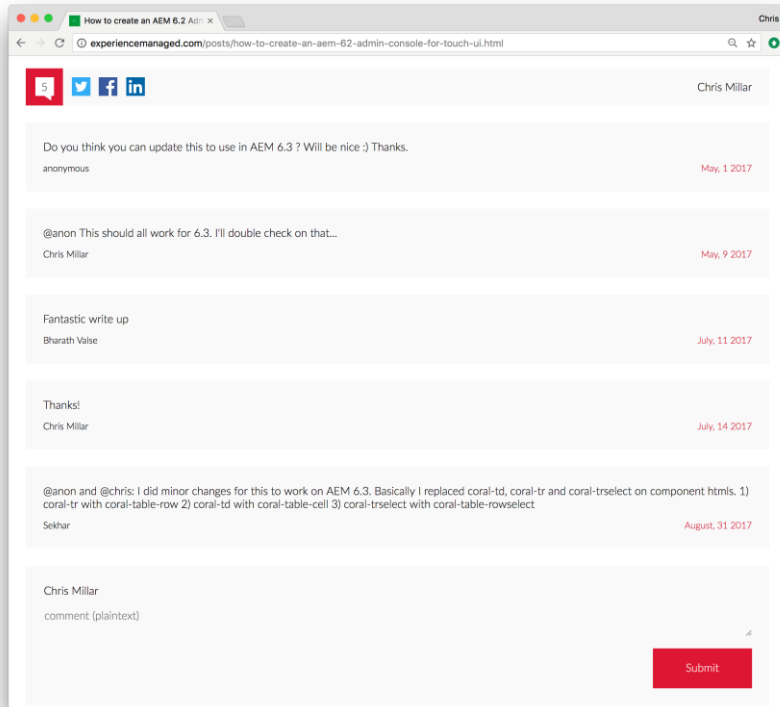 How to create an AEM 6.2 Adm
Chris
experiencemanaged.com/posts/how-to-create-an-aem-62-admin-console-for-touch-ui.html
5
Chris Millar
Do you think you can update this to use in AEM 6.3 ? Will be nice :) Thanks.
anonymous
May, 1 2017
@anon This should all work for 6.3. I'll double check on that...
Chris Millar
May, 9 2017
Fantastic write up
Bharath Valse
July, 11 2017
Thanks!
Chris Millar
July, 14 2017
@anon and @chris: I did minor changes for this to work on AEM 6.3. Basically I replaced coral-td, coral-tr and coral-trselect on component htmls. 1)
coral-tr with coral-table-row 2) coral-td with coral-table-cell 3) coral-trselect with coral-table-rowselect
Sekhar
August, 31 2017
Chris Millar
comment (plaintext)
Submit